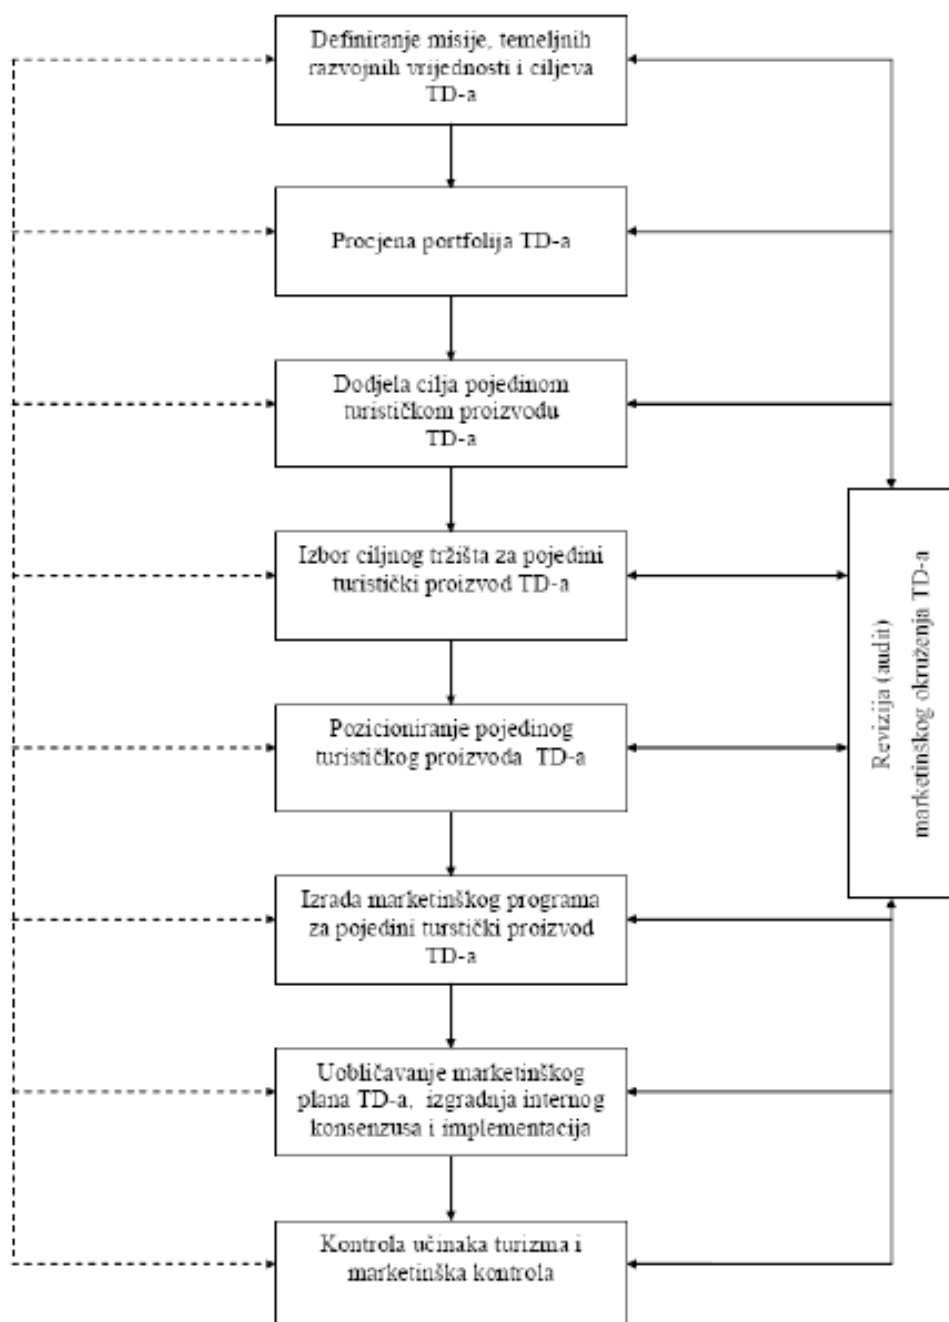 Definiranje misije, temeljnih
razvojnih vrijednosti i ciljeva
TD-a
Procjena portfolija TD-a
Dodjela cilja pojedinom
turističkom proizvodu
TD-a
Izbor ciljnog tržišta za pojedini
turistički proizvod TD-a
Pozicioniranje pojedinog
turističkog proizvoda TD-a
Izrada marketinškog programa
za pojedini turstički proizvod
TD-a
Uobličavanje marketinškog
plana TD-a, izgradnja internog
konsenzusa i implementacija
Kontrola učinaka turizma i
marketinška kontrola
Revizija (audit)
marketinškog okruženja TD-a